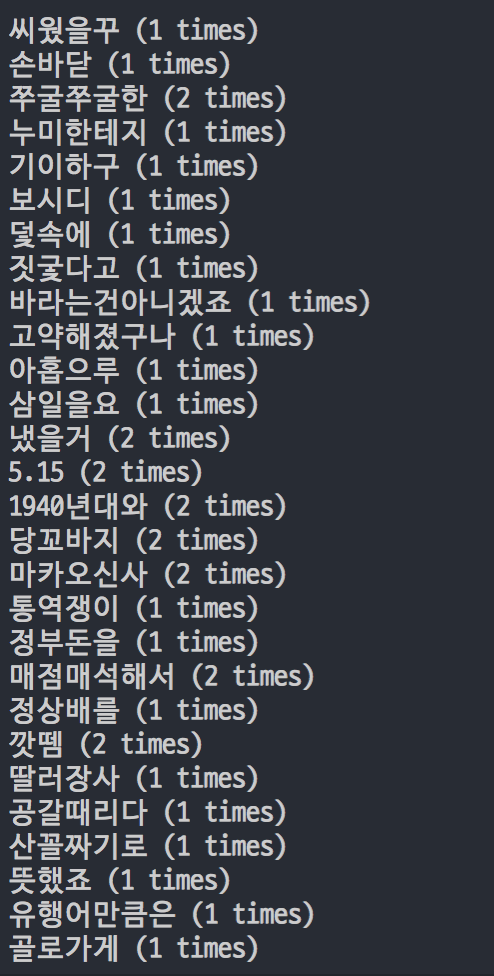 씌웠을꾸 (1 times)
손바닫 (1 times)
쭈굴쭈굴한 (2 times)
누미한테지 (1 times)
기이하구 (1 times)
보시디 (1 times)
덫속에 (1 times)
짓궂다고 (1 times)
바라는건아니겠죠 (1 times)
고약해졌구나 (1 times)
아홉으루 (1 times)
삼일을요 (1 times)
냈을거 (2 times)
5.15 (2 times)
1940년대와 (2 times)
당꼬바지 (2 times)
마카오신사 (2 times)
통역쟁이 (1 times)
정부돈을 (1 times)
매점매석해서 (2 times)
정상배를 (1 times)
깟뗌 (2 times)
딸러장사 (1 times)
공갈때리다 (1 times)
산꼴짜기로 (1 times)
뜻했죠 (1 times)
유행어만큼은 (1 times)
골로가게 (1 times)